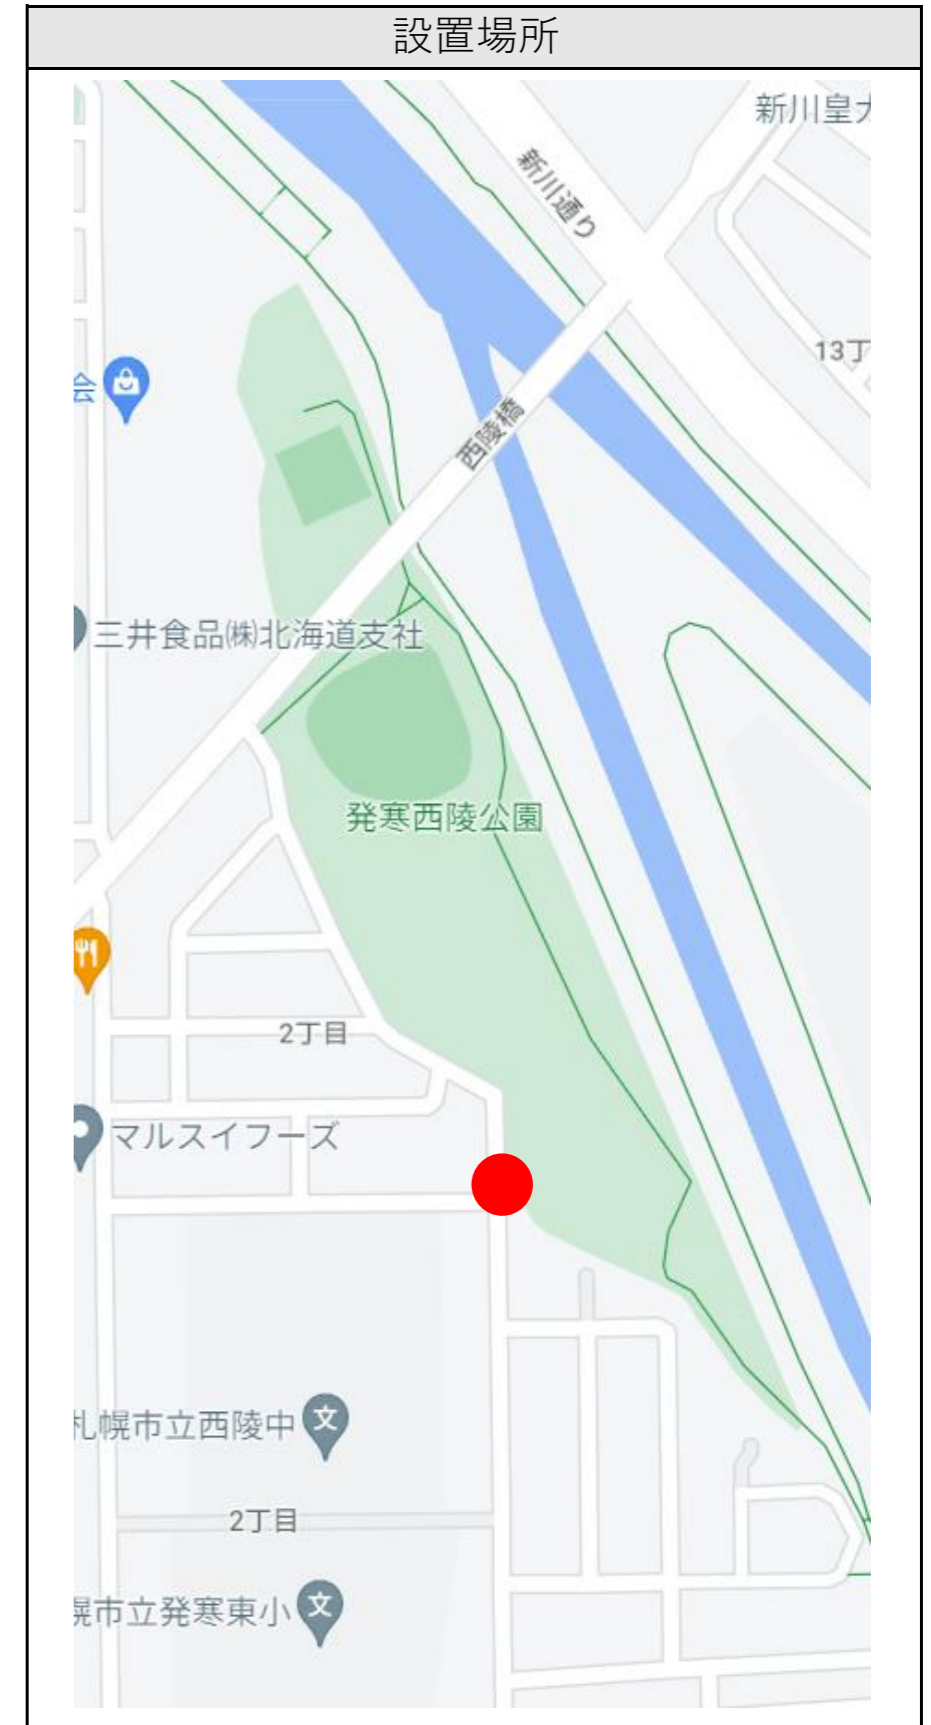 設置場所
新川皇
新川通り
13丁
会
西陵橋
三井食品㈱北海道支社
発寒西陵公園
2丁目
マルスイフーズ
札幌市立西陵中
文
2丁目
幌市立発寒東小
文